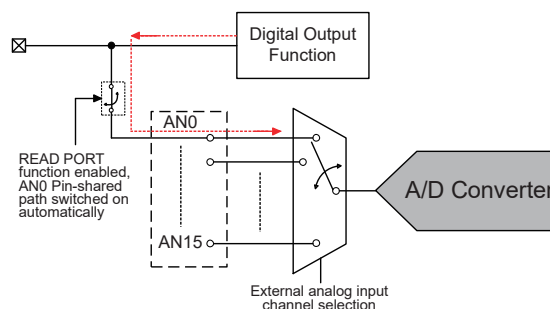 Digital Output
Function
AN0
READ PORT
function enabled,
AN0 Pin-shared
path switched on
automatically
A/D Converter
AN15
External analog input
channel selection